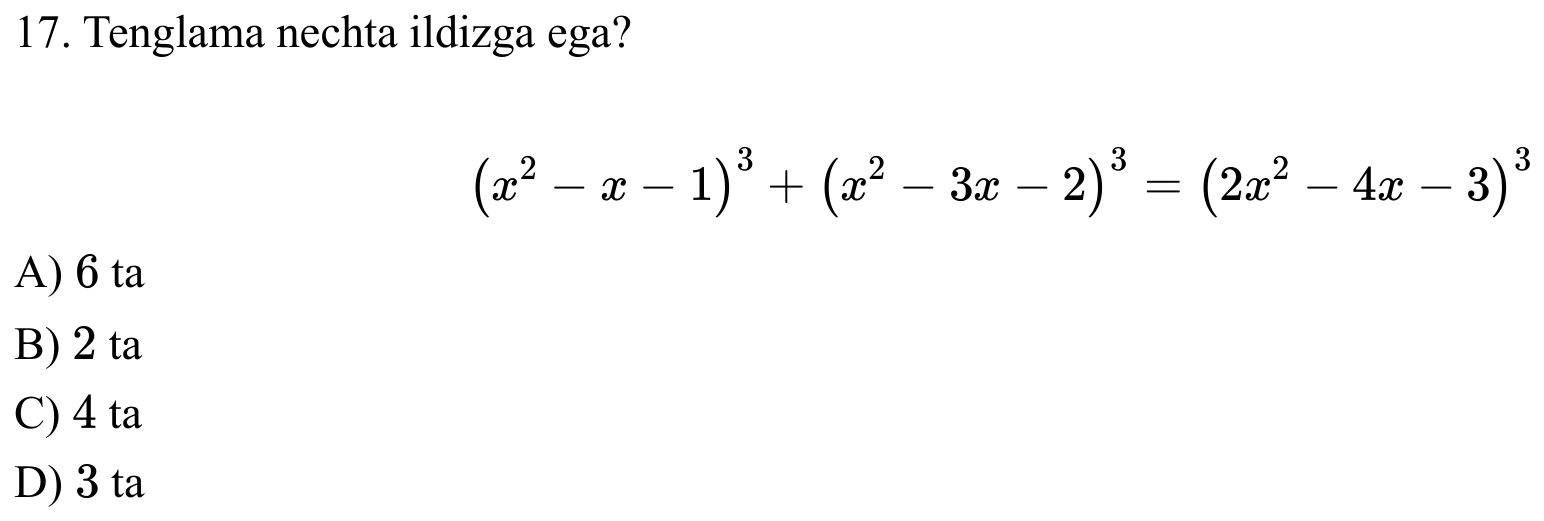 17. Tenglama nechta ildizga ega?
(x² − x − 1)³ + (x² − 3x − 2)³ = (2x² − 4x − 3)³
A) 6 ta
B) 2 ta
C) 4 ta
D) 3 ta